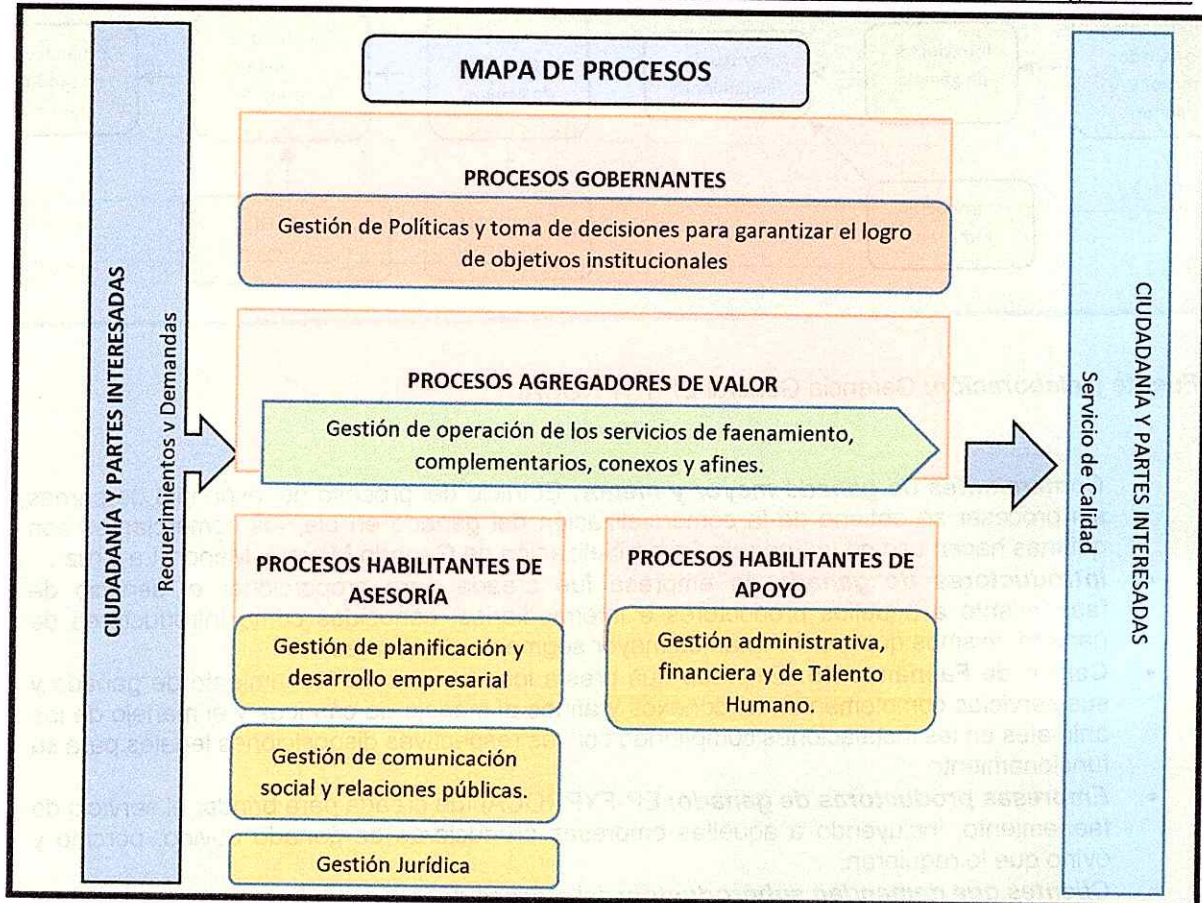 MAPA DE PROCESOS
CIUDADANÍA Y PARTES INTERESADAS
Requerimientos v Demandas
PROCESOS GOBERNANTES
Gestión de Políticas y toma de decisiones para garantizar el logro
de objetivos institucionales
PROCESOS AGREGADORES DE VALOR
Gestión de operación de los servicios de faenamiento,
complementarios, conexos y afines.
PROCESOS HABILITANTES DE
ASESORÍA
Gestión de planificación y
desarrollo empresarial
Gestión de comunicación
social y relaciones públicas.
Gestión Jurídica
PROCESOS HABILITANTES DE
APOYO
Gestión administrativa,
financiera y de Talento
Humano.
Servicio de Calidad
CIUDADANÍA Y PARTES INTERESADAS